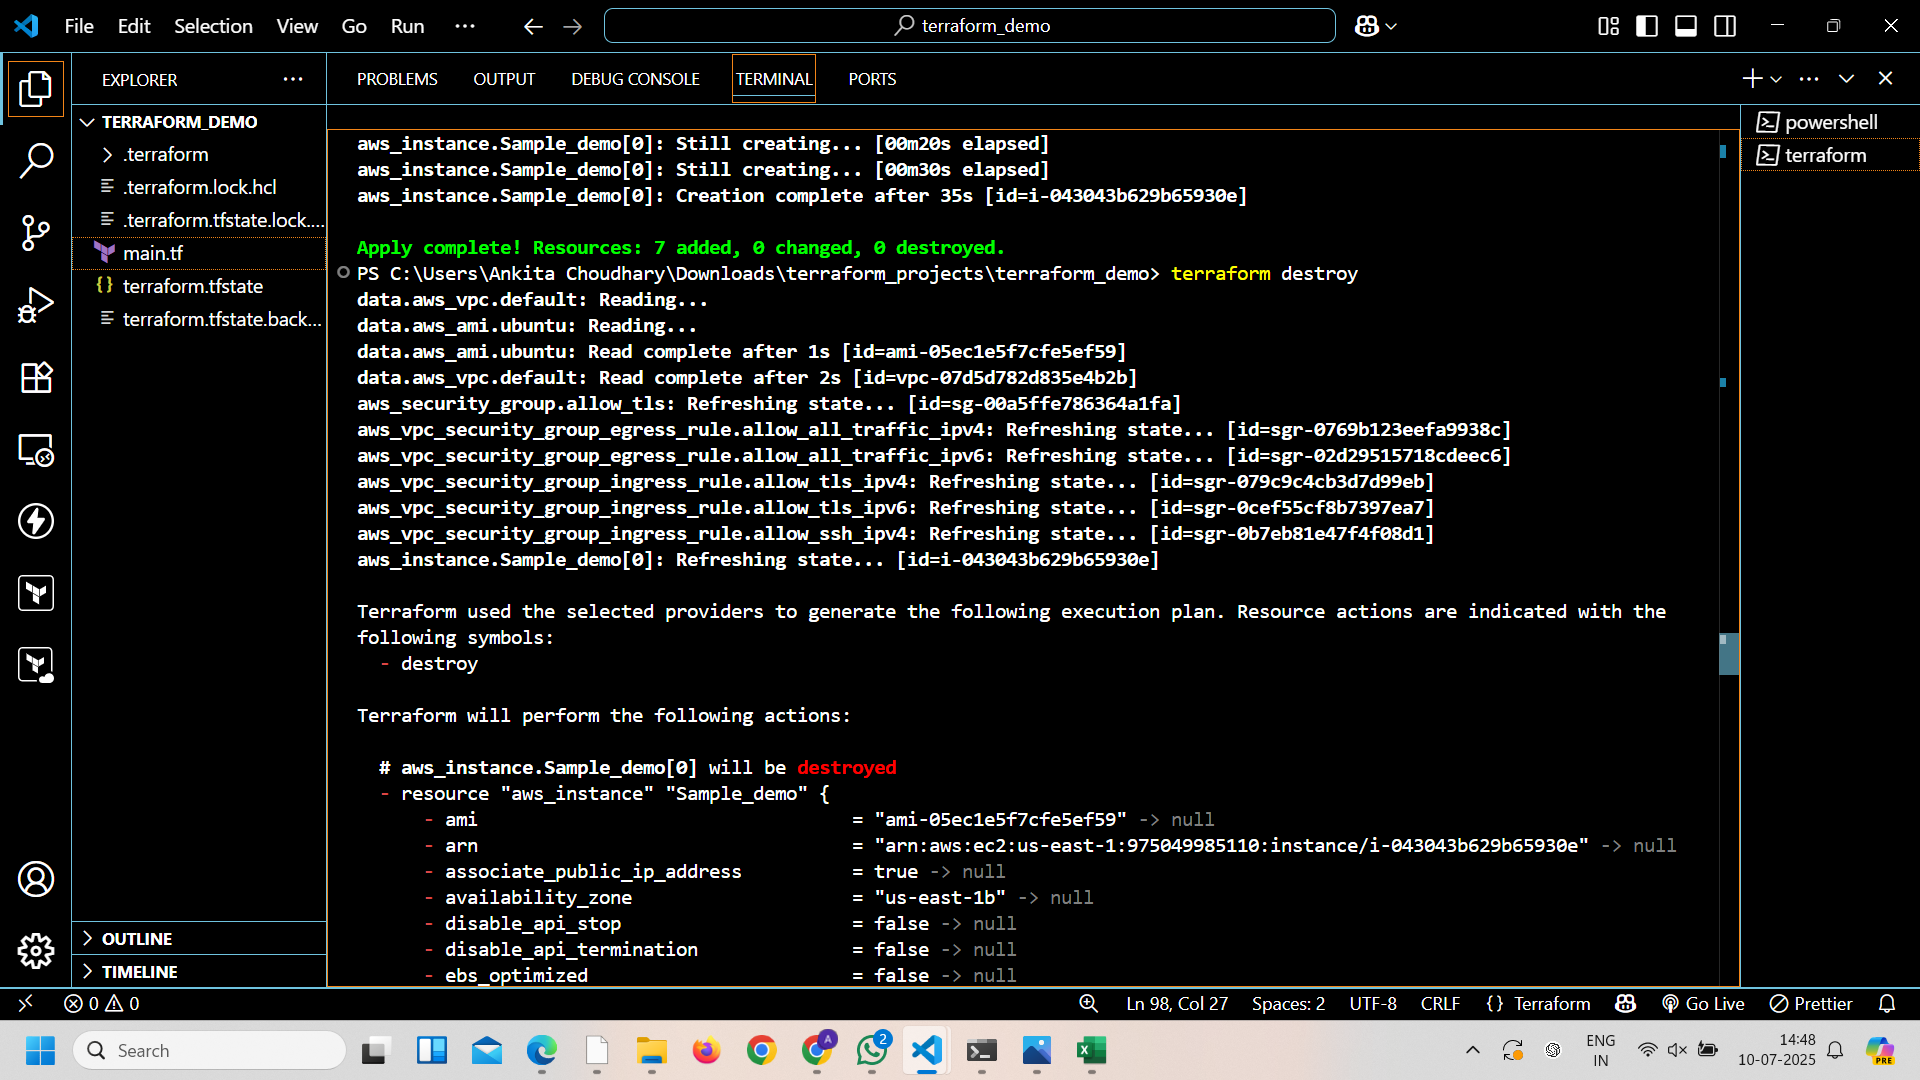 File Edit Selection View Go Run ··· terraform_demo
EXPLORER ···
TERRAFORM_DEMO
.terraform
.terraform.lock.hcl
.terraform.tfstate.lock....
main.tf
terraform.tfstate
terraform.tfstate.back...
OUTLINE
TIMELINE
PROBLEMS OUTPUT DEBUG CONSOLE TERMINAL PORTS
powershell
terraform
aws_instance.Sample_demo[0]: Still creating... [00m20s elapsed]
aws_instance.Sample_demo[0]: Still creating... [00m30s elapsed]
aws_instance.Sample_demo[0]: Creation complete after 35s [id=i-043043b629b65930e]
Apply complete! Resources: 7 added, 0 changed, 0 destroyed.
PS C:\Users\Ankita Choudhary\Downloads\terraform_projects\terraform_demo> terraform destroy
data.aws_vpc.default: Reading...
data.aws_ami.ubuntu: Reading...
data.aws_ami.ubuntu: Read complete after 1s [id=ami-05ec1e5f7cfe5ef59]
data.aws_vpc.default: Read complete after 2s [id=vpc-07d5d782d835e4b2b]
aws_security_group.allow_tls: Refreshing state... [id=sg-00a5ffe786364a1fa]
aws_vpc_security_group_egress_rule.allow_all_traffic_ipv4: Refreshing state... [id=sgr-0769b123eefa9938c]
aws_vpc_security_group_egress_rule.allow_all_traffic_ipv6: Refreshing state... [id=sgr-02d29515718cdeec6]
aws_vpc_security_group_ingress_rule.allow_tls_ipv4: Refreshing state... [id=sgr-079c9c4cb3d7d99eb]
aws_vpc_security_group_ingress_rule.allow_tls_ipv6: Refreshing state... [id=sgr-0cef55cf8b7397ea7]
aws_vpc_security_group_ingress_rule.allow_ssh_ipv4: Refreshing state... [id=sgr-0b7eb81e47f4f08d1]
aws_instance.Sample_demo[0]: Refreshing state... [id=i-043043b629b65930e]
Terraform used the selected providers to generate the following execution plan. Resource actions are indicated with the
following symbols:
- destroy
Terraform will perform the following actions:
# aws_instance.Sample_demo[0] will be destroyed
- resource "aws_instance" "Sample_demo" {
- ami = "ami-05ec1e5f7cfe5ef59" -> null
- arn = "arn:aws:ec2:us-east-1:975049985110:instance/i-043043b629b65930e" -> null
- associate_public_ip_address = true -> null
- availability_zone = "us-east-1b" -> null
- disable_api_stop = false -> null
- disable_api_termination = false -> null
- ebs_optimized = false -> null
0 0 Ln 98, Col 27 Spaces: 2 UTF-8 CRLF {} Terraform Go Live Prettier
Search A 2 ENG IN 14:48 10-07-2025 PRE